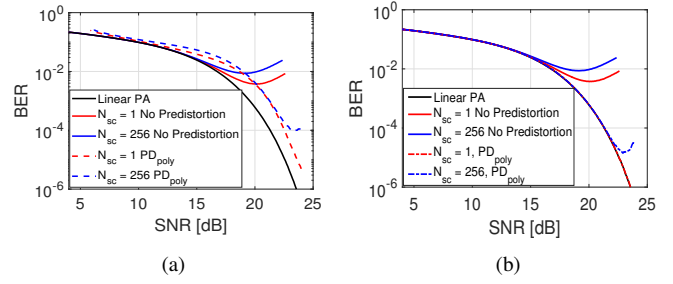 10^0
10^-2
10^-4
10^-6
BER
Linear PA
N_sc = 1 No Predistortion
N_sc = 256 No Predistortion
N_sc = 1 PD_poly
N_sc = 256 PD_poly
5 10 15 20 25
SNR [dB]
(a)
10^0
10^-2
10^-4
10^-6
BER
Linear PA
N_sc = 1 No Predistortion
N_sc = 256 No Predistortion
N_sc = 1, PD_poly
N_sc = 256, PD_poly
5 10 15 20 25
SNR [dB]
(b)